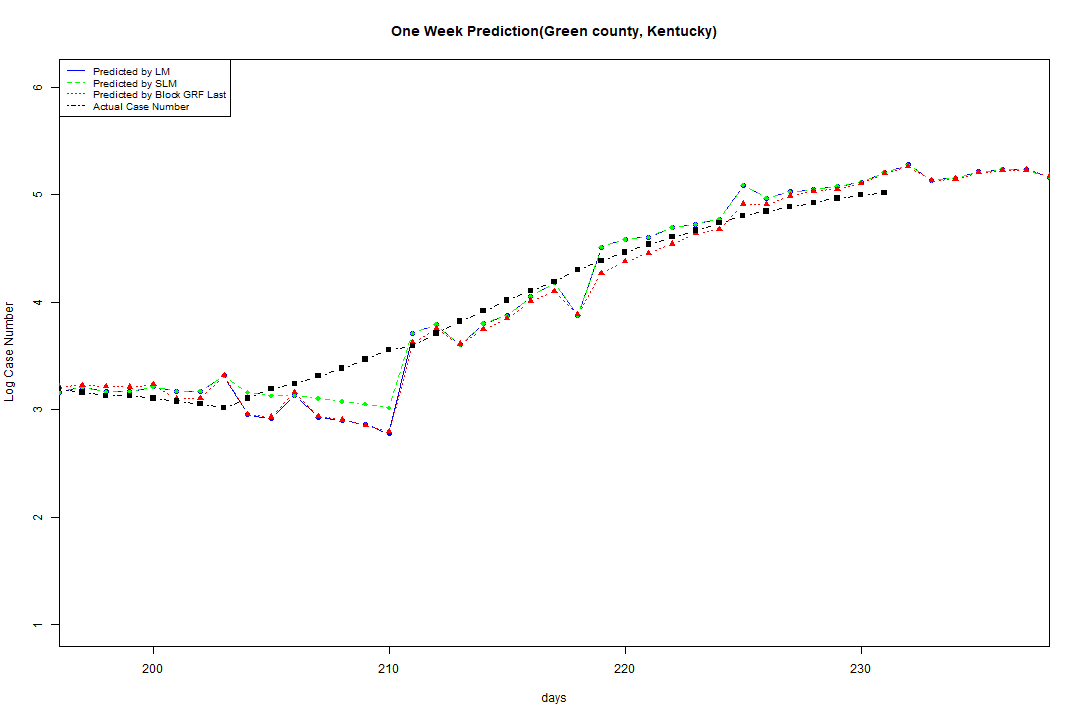 One Week Prediction(Green county, Kentucky)
Predicted by LM
Predicted by SLM
Predicted by Block GRF Last
Actual Case Number
6
5
4
3
2
1
Log Case Number
200 210 220 230
days